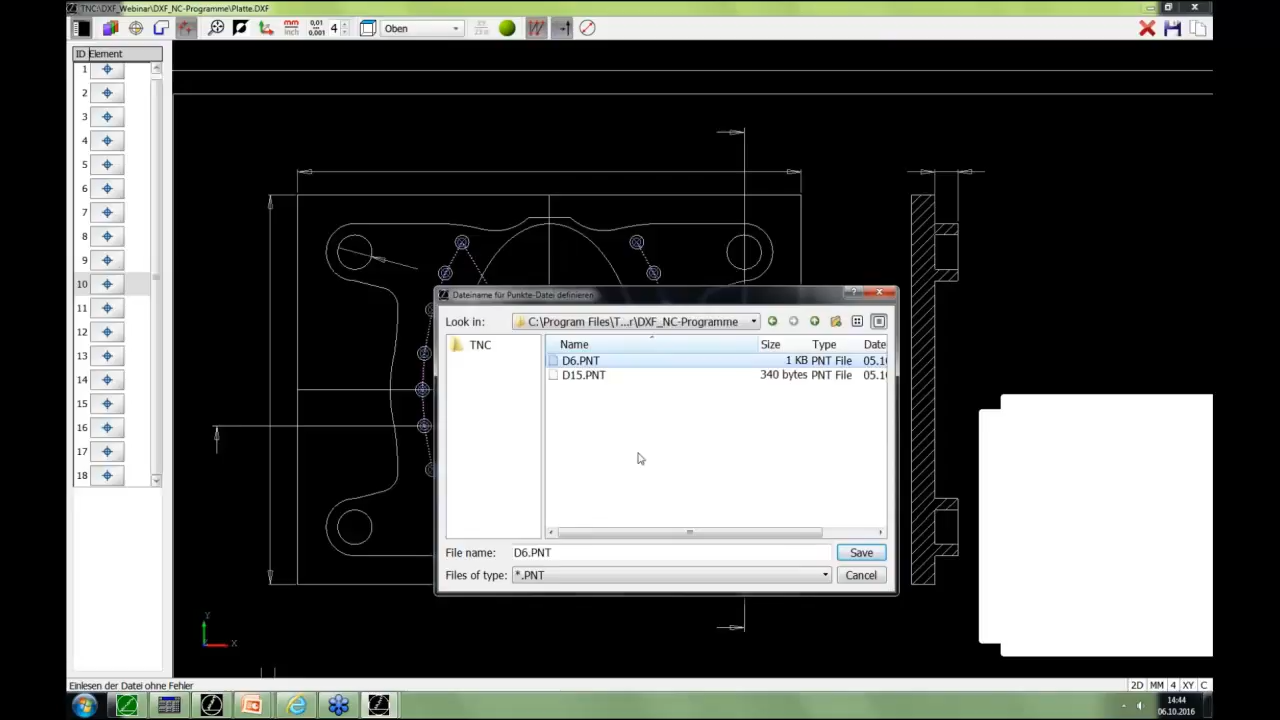 TNC:\DXF_Webinar\DXF_NC-Programme\Platte.DXF
mm
inch
0,01
0,001
4
Oben
ID Element
1
2
3
4
5
6
7
8
9
10
11
12
13
14
15
16
17
18
Dateiname für Punkte-Datei definieren
Look in: C:\Program Files\T...r\DXF_NC-Programme
TNC
Name Size Type Date
D6.PNT 1 KB PNT File 05.10
D15.PNT 340 bytes PNT File 05.10
File name: D6.PNT Save
Files of type: *.PNT Cancel
Y
X
Einlesen der Datei ohne Fehler
2D MM 4 XY C
14:44
06.10.2016